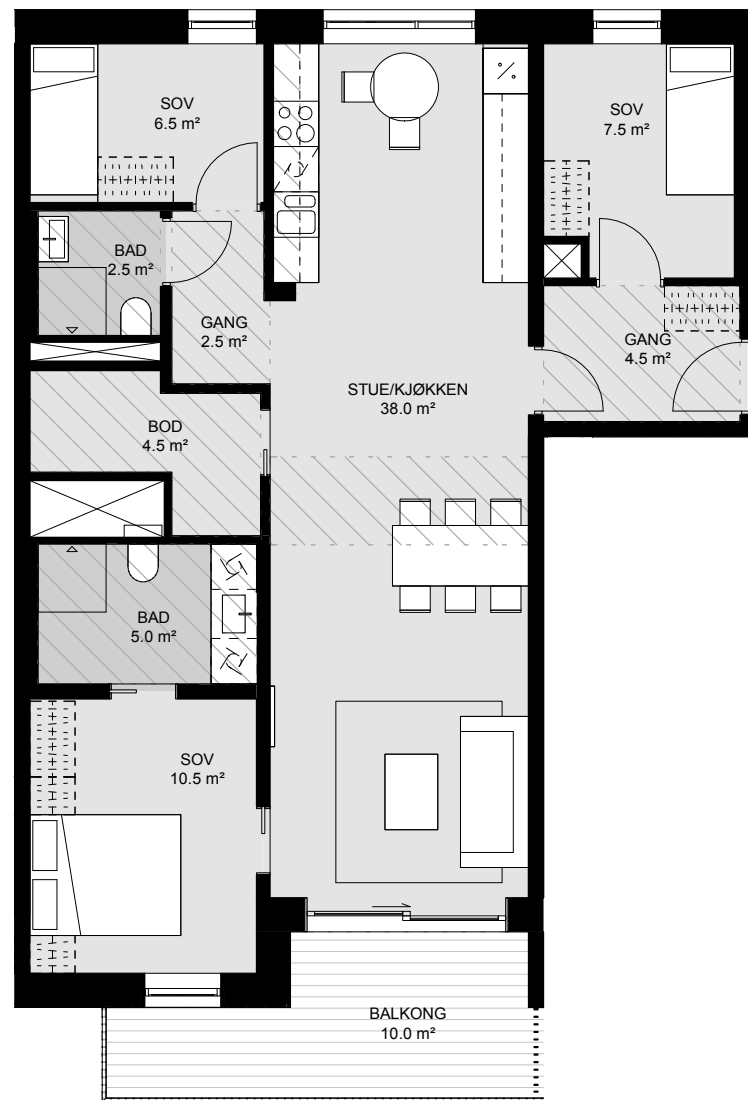 SOV
6.5 m²
SOV
7.5 m²
BAD
2.5 m²
GANG
2.5 m²
GANG
4.5 m²
STUE/KJØKKEN
38.0 m²
BOD
4.5 m²
BAD
5.0 m²
SOV
10.5 m²
BALKONG
10.0 m²